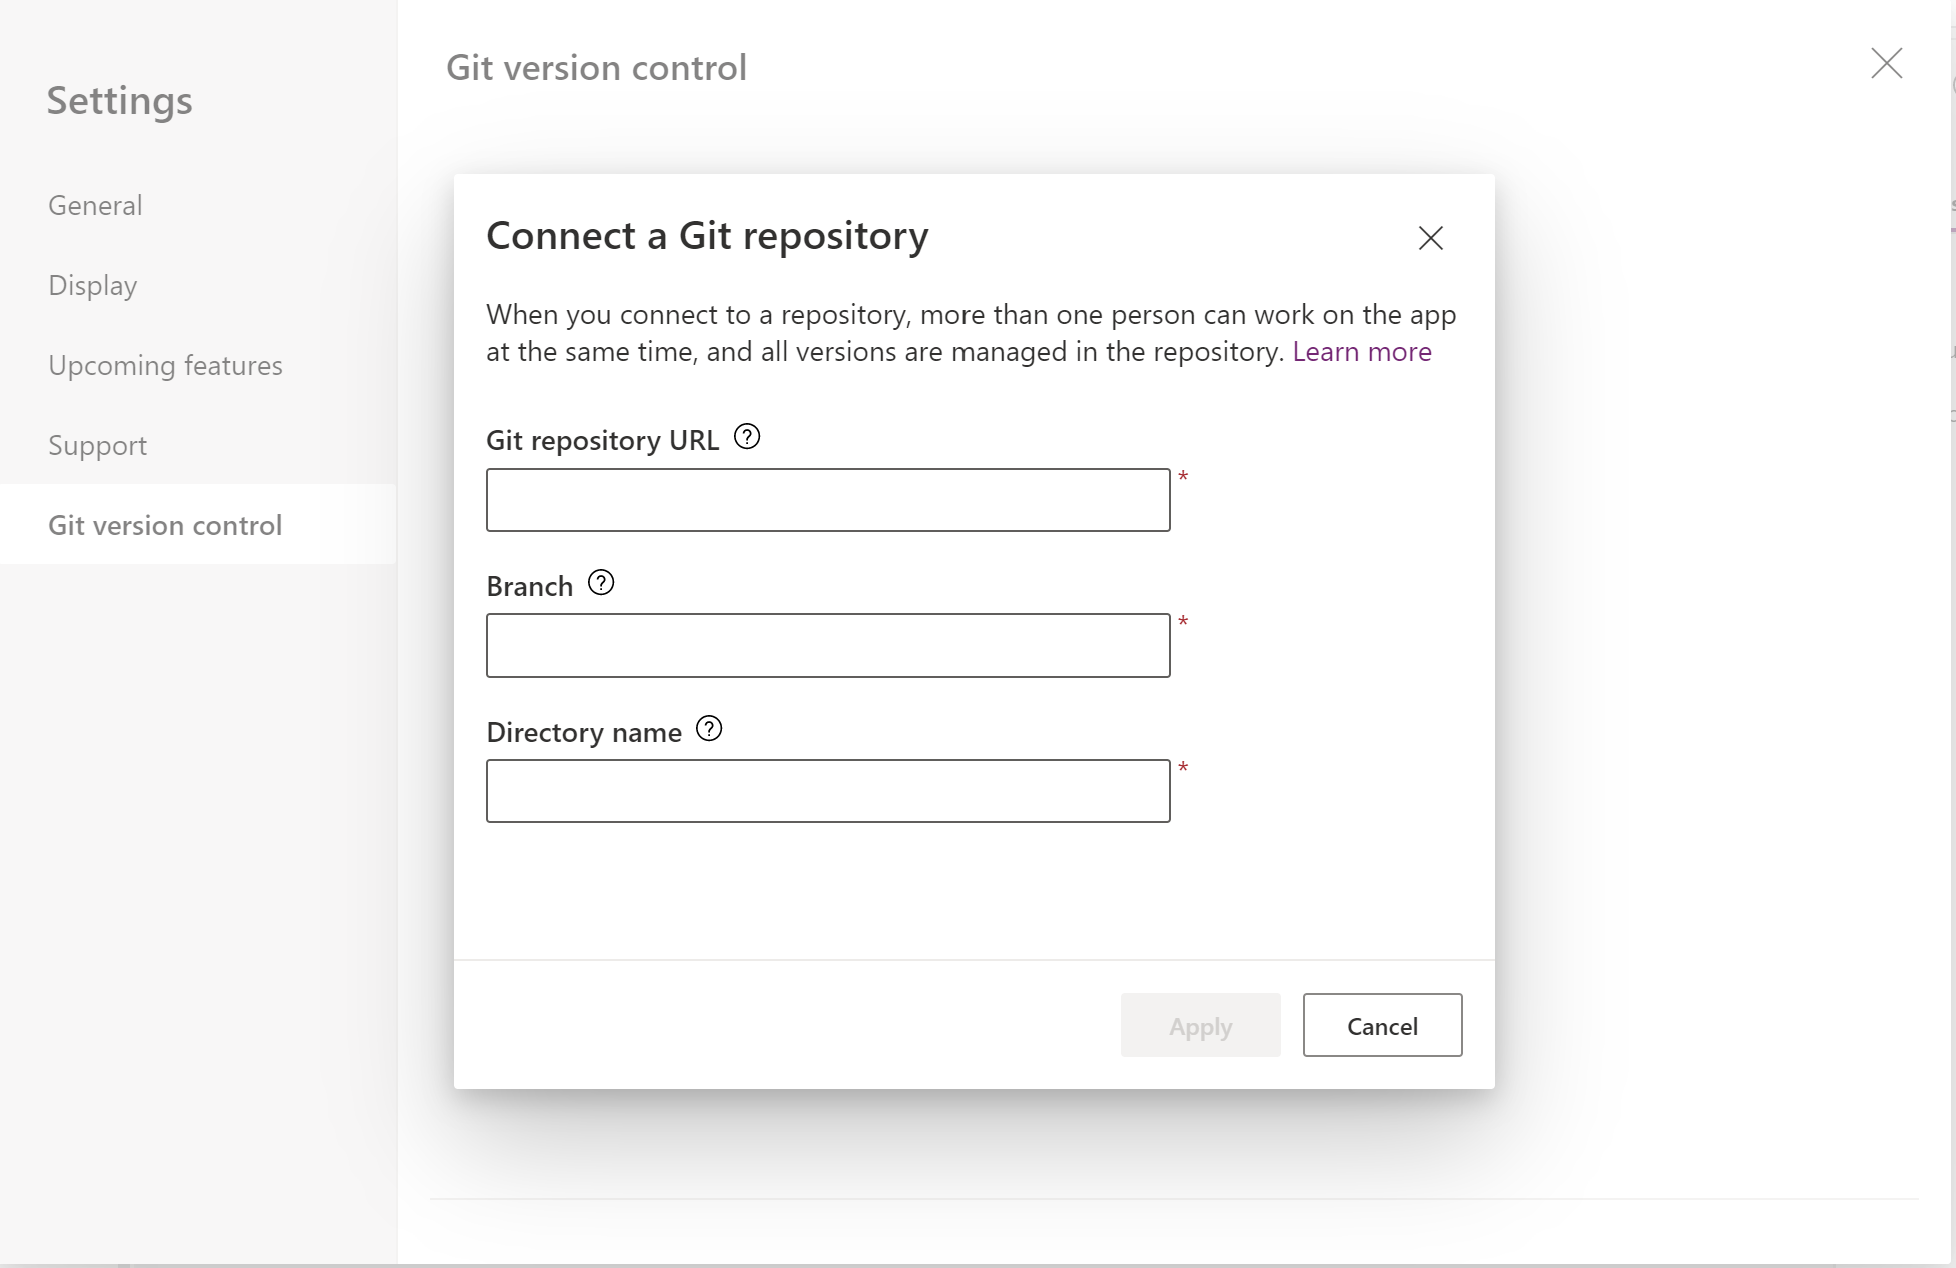 Settings
General
Display
Upcoming features
Support
Git version control
Git version control
Connect a Git repository
When you connect to a repository, more than one person can work on the app
at the same time, and all versions are managed in the repository. Learn more
Git repository URL
*
Branch
*
Directory name
*
Apply
Cancel